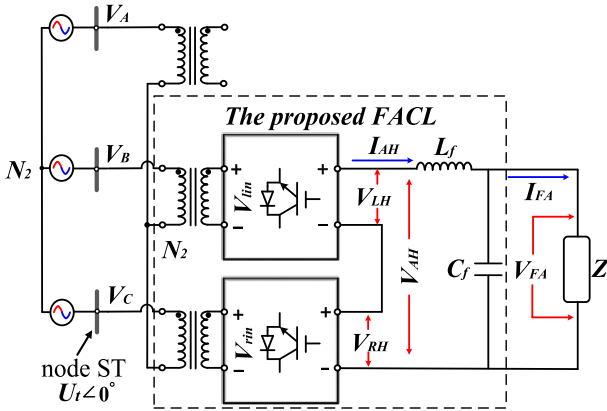 V_A
The proposed FACL
I_AH
L_f
V_B
+
+
V_lin
V_LH
I_FA
N_2
−
−
N_2
V_AH
C_f
V_FA
Z
V_C
+
+
V_rin
V_RH
−
−
node ST
U_t∠0°